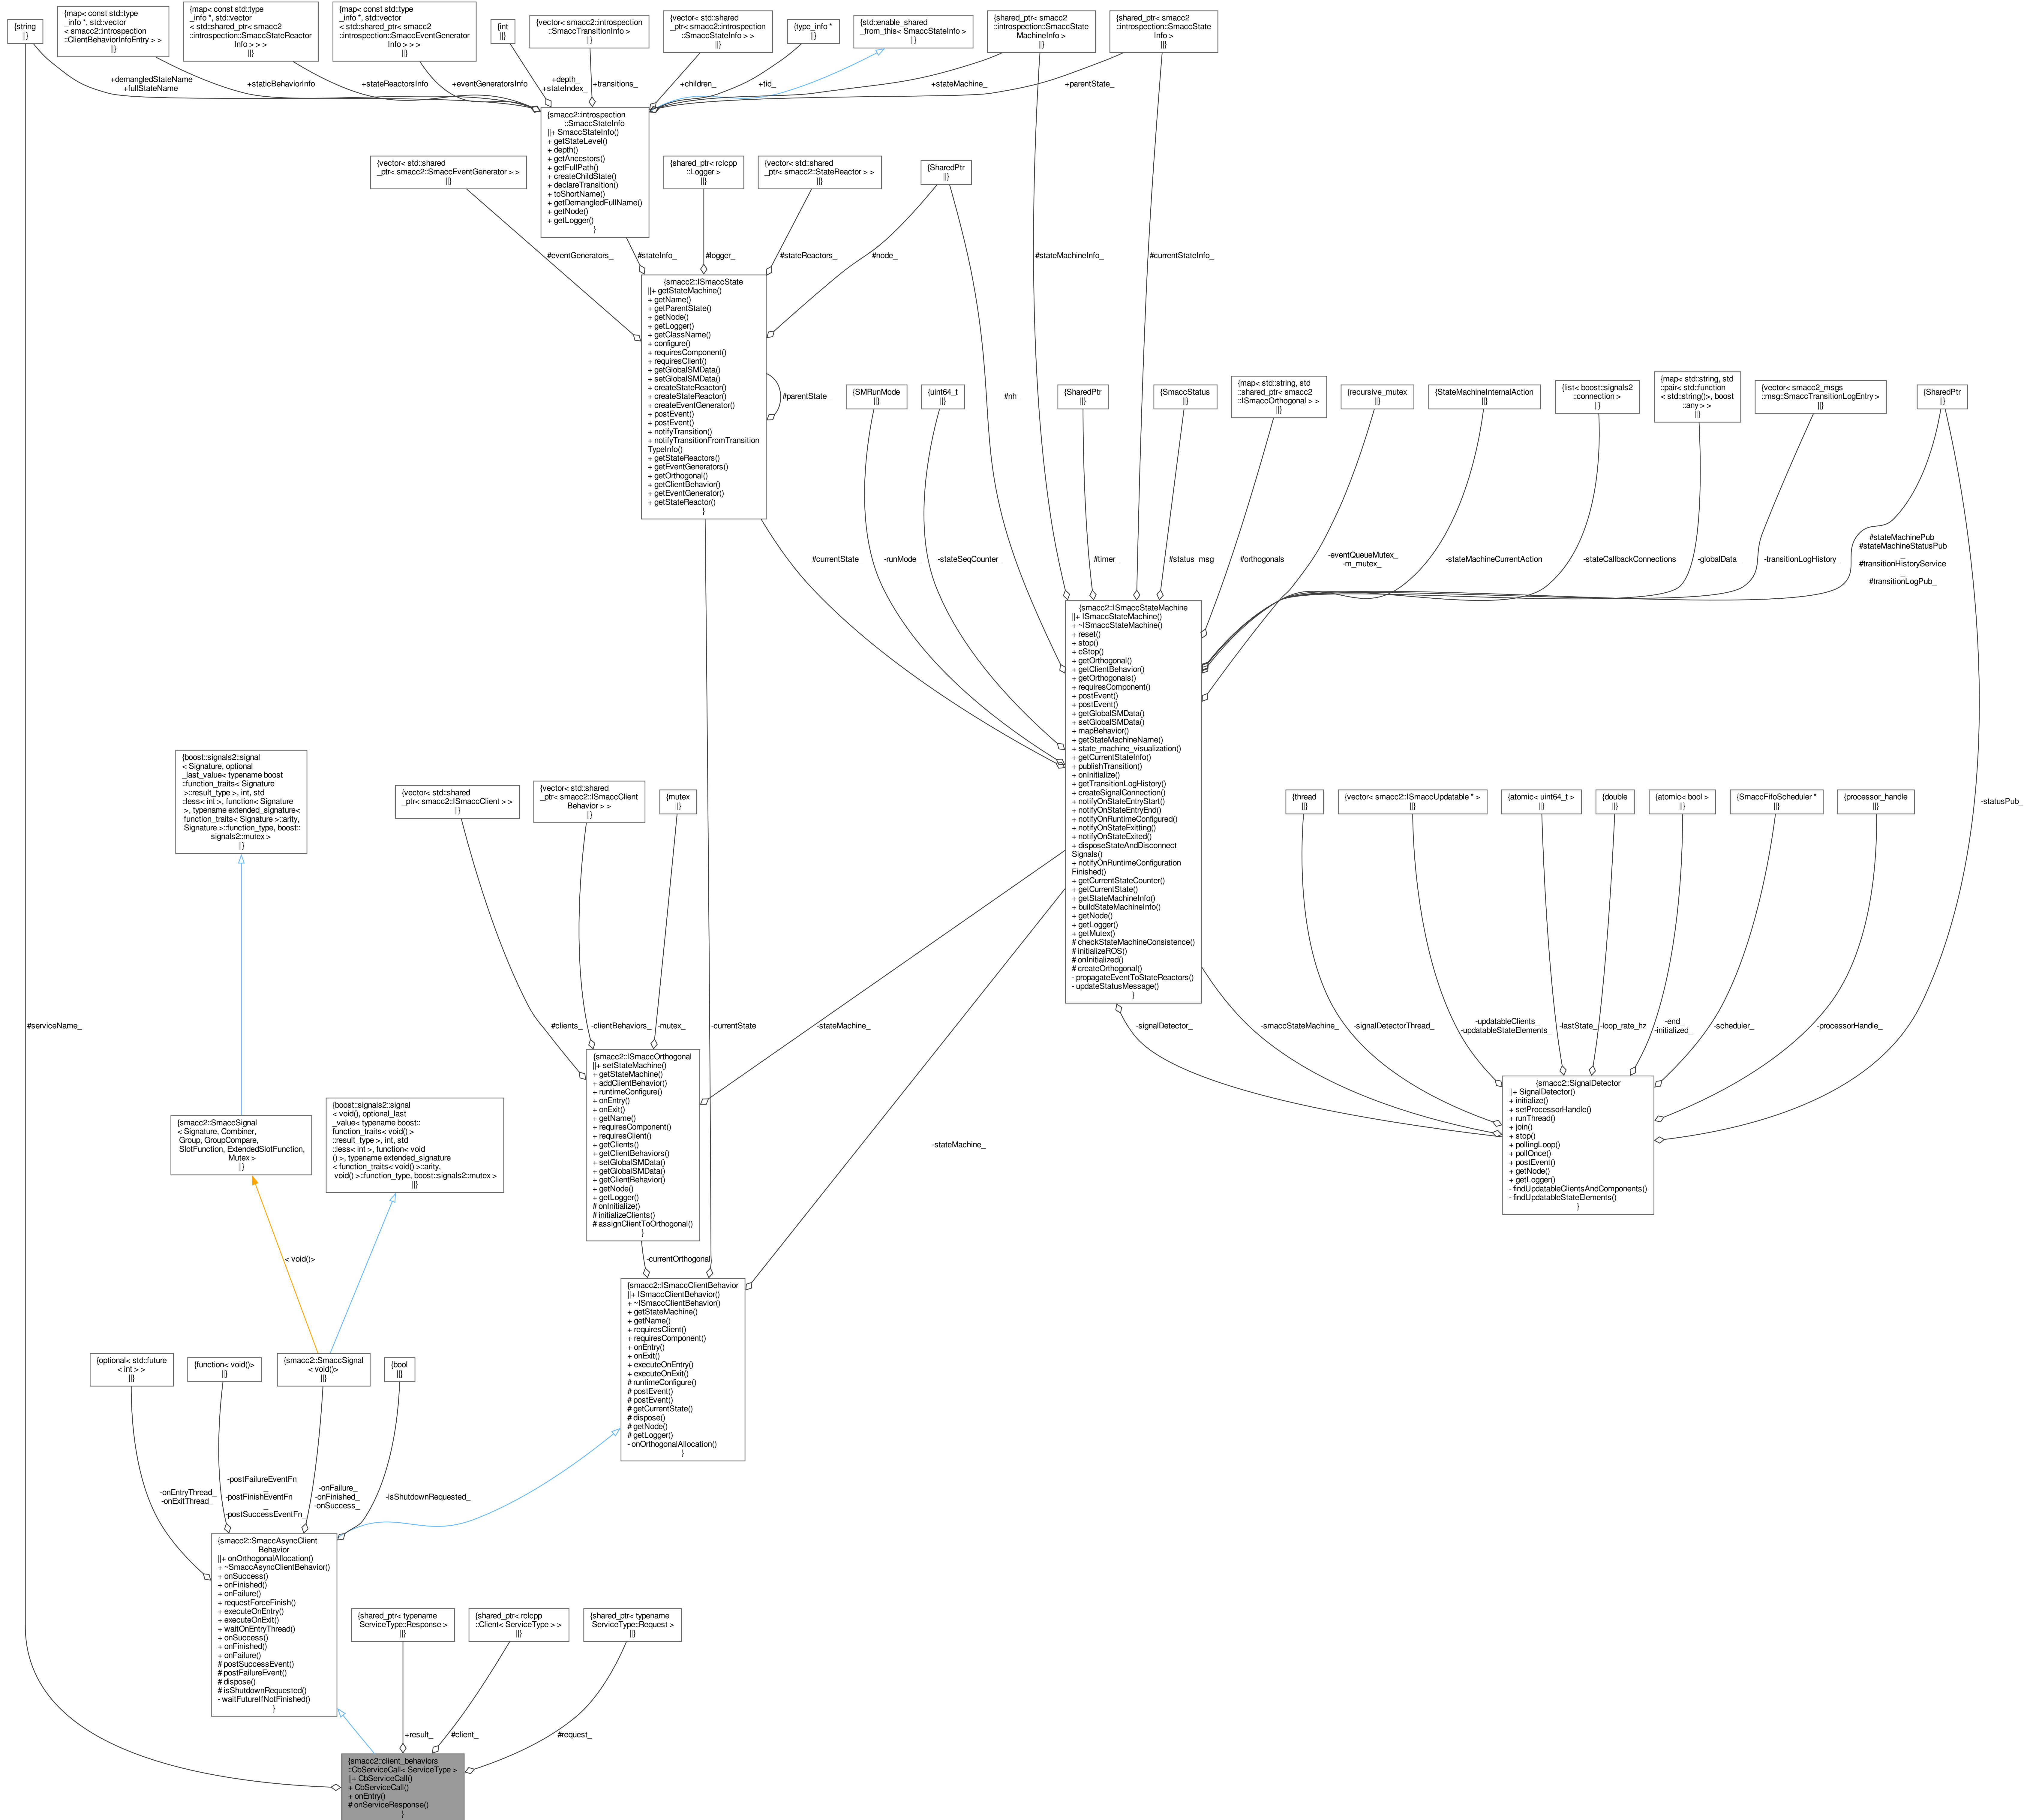 {string
||}
{map< const std::type
_info *, std::vector
< smacc2::introspection
::ClientBehaviorInfoEntry > >
||}
{map< const std::type
_info *, std::vector
< std::shared_ptr< smacc2
::introspection::SmaccStateReactor
Info > > >
||}
{map< const std::type
_info *, std::vector
< std::shared_ptr< smacc2
::introspection::SmaccEventGenerator
Info > > >
||}
{int
||}
{vector< smacc2::introspection
::SmaccTransitionInfo >
||}
{vector< std::shared
_ptr< smacc2::introspection
::SmaccStateInfo > >
||}
{type_info *
||}
{std::enable_shared
_from_this< SmaccStateInfo >
||}
{shared_ptr< smacc2
::introspection::SmaccState
MachineInfo >
||}
{shared_ptr< smacc2
::introspection::SmaccState
Info >
||}
+demangledStateName
+fullStateName
+staticBehaviorInfo
+stateReactorsInfo
+eventGeneratorsInfo
+depth_
+stateIndex_
+transitions_
+children_
+tid_
+stateMachine_
+parentState_
{smacc2::introspection
::SmaccStateInfo
||+ SmaccStateInfo()
+ getStateLevel()
+ depth()
+ getAncestors()
+ getFullPath()
+ createChildState()
+ declareTransition()
+ toShortName()
+ getDemangledFullName()
+ getNode()
+ getLogger()
}
{vector< std::shared
_ptr< smacc2::SmaccEventGenerator > >
||}
{shared_ptr< rclcpp
::Logger >
||}
{vector< std::shared
_ptr< smacc2::StateReactor > >
||}
{SharedPtr
||}
#eventGenerators_
#stateInfo_
#logger_
#stateReactors_
#node_
#stateMachineInfo_
#currentStateInfo_
{smacc2::ISmaccState
||+ getStateMachine()
+ getName()
+ getParentState()
+ getNode()
+ getLogger()
+ getClassName()
+ configure()
+ requiresComponent()
+ requiresClient()
+ getGlobalSMData()
+ setGlobalSMData()
+ createStateReactor()
+ createStateReactor()
+ createEventGenerator()
+ postEvent()
+ postEvent()
+ notifyTransition()
+ notifyTransitionFromTransition
TypeInfo()
+ getStateReactors()
+ getEventGenerators()
+ getOrthogonal()
+ getClientBehavior()
+ getEventGenerator()
+ getStateReactor()
}
#parentState_
{SMRunMode
||}
{uint64_t
||}
#nh_
{SharedPtr
||}
{SmaccStatus
||}
{map< std::string, std
::shared_ptr< smacc2
::ISmaccOrthogonal > >
||}
{recursive_mutex
||}
{StateMachineInternalAction
||}
{list< boost::signals2
::connection >
||}
{map< std::string, std
::pair< std::function
< std::string()>, boost
::any > >
||}
{vector< smacc2_msgs
::msg::SmaccTransitionLogEntry >
||}
{SharedPtr
||}
#currentState_
-runMode_
-stateSeqCounter_
#timer_
#status_msg_
#orthogonals_
-eventQueueMutex_
-m_mutex_
-stateMachineCurrentAction
-stateCallbackConnections
-globalData_
-transitionLogHistory_
#stateMachinePub_
#stateMachineStatusPub
_
#transitionHistoryService
_
#transitionLogPub_
{smacc2::ISmaccStateMachine
||+ ISmaccStateMachine()
+ ~ISmaccStateMachine()
+ reset()
+ stop()
+ eStop()
+ getOrthogonal()
+ getClientBehavior()
+ getOrthogonals()
+ requiresComponent()
+ postEvent()
+ postEvent()
+ getGlobalSMData()
+ setGlobalSMData()
+ mapBehavior()
+ getStateMachineName()
+ state_machine_visualization()
+ getCurrentStateInfo()
+ publishTransition()
+ onInitialize()
+ getTransitionLogHistory()
+ createSignalConnection()
+ notifyOnStateEntryStart()
+ notifyOnStateEntryEnd()
+ notifyOnRuntimeConfigured()
+ notifyOnStateExitting()
+ notifyOnStateExited()
+ disposeStateAndDisconnect
Signals()
+ notifyOnRuntimeConfiguration
Finished()
+ getCurrentStateCounter()
+ getCurrentState()
+ getStateMachineInfo()
+ buildStateMachineInfo()
+ getNode()
+ getLogger()
+ getMutex()
# checkStateMachineConsistence()
# initializeROS()
# onInitialized()
# createOrthogonal()
- propagateEventToStateReactors()
- updateStatusMessage()
}
{boost::signals2::signal
< Signature, optional
_last_value< typename boost
::function_traits< Signature
>::result_type >, int, std
::less< int >, function< Signature
>, typename extended_signature<
function_traits< Signature >::arity,
Signature >::function_type, boost::
signals2::mutex >
||}
{vector< std::shared
_ptr< smacc2::ISmaccClient > >
||}
{vector< std::shared
_ptr< smacc2::ISmaccClient
Behavior > >
||}
{mutex
||}
{thread
||}
{vector< smacc2::ISmaccUpdatable * >
||}
{atomic< uint64_t >
||}
{double
||}
{atomic< bool >
||}
{SmaccFifoScheduler *
||}
{processor_handle
||}
-statusPub_
#serviceName_
#clients_
-clientBehaviors_
-mutex_
-currentState
-stateMachine_
-signalDetector_
-smaccStateMachine_
-signalDetectorThread_
-updatableClients_
-updatableStateElements_
-lastState_
-loop_rate_hz
-end_
-initialized_
-scheduler_
-processorHandle_
{smacc2::ISmaccOrthogonal
||+ setStateMachine()
+ getStateMachine()
+ addClientBehavior()
+ runtimeConfigure()
+ onEntry()
+ onExit()
+ getName()
+ requiresComponent()
+ requiresClient()
+ getClients()
+ getClientBehaviors()
+ setGlobalSMData()
+ getGlobalSMData()
+ getClientBehavior()
+ getNode()
+ getLogger()
# onInitialize()
# initializeClients()
# assignClientToOrthogonal()
}
{smacc2::SignalDetector
||+ SignalDetector()
+ initialize()
+ setProcessorHandle()
+ runThread()
+ join()
+ stop()
+ pollingLoop()
+ pollOnce()
+ postEvent()
+ getNode()
+ getLogger()
- findUpdatableClientsAndComponents()
- findUpdatableStateElements()
}
{smacc2::SmaccSignal
< Signature, Combiner,
Group, GroupCompare,
SlotFunction, ExtendedSlotFunction,
Mutex >
||}
{boost::signals2::signal
< void(), optional_last
_value< typename boost::
function_traits< void() >
::result_type >, int, std
::less< int >, function< void
() >, typename extended_signature
< function_traits< void() >::arity,
void() >::function_type, boost::signals2::mutex >
||}
-stateMachine_
< void()>
-currentOrthogonal
{smacc2::ISmaccClientBehavior
||+ ISmaccClientBehavior()
+ ~ISmaccClientBehavior()
+ getStateMachine()
+ getName()
+ requiresClient()
+ requiresComponent()
+ onEntry()
+ onExit()
+ executeOnEntry()
+ executeOnExit()
# runtimeConfigure()
# postEvent()
# postEvent()
# getCurrentState()
# dispose()
# getNode()
# getLogger()
- onOrthogonalAllocation()
}
{optional< std::future
< int > >
||}
{function< void()>
||}
{smacc2::SmaccSignal
< void()>
||}
{bool
||}
-onEntryThread_
-onExitThread_
-postFailureEventFn
_
-postFinishEventFn
_
-postSuccessEventFn_
-onFailure_
-onFinished_
-onSuccess_
-isShutdownRequested_
{smacc2::SmaccAsyncClient
Behavior
||+ onOrthogonalAllocation()
+ ~SmaccAsyncClientBehavior()
+ onSuccess()
+ onFinished()
+ onFailure()
+ requestForceFinish()
+ executeOnEntry()
+ executeOnExit()
+ waitOnEntryThread()
+ onSuccess()
+ onFinished()
+ onFailure()
# postSuccessEvent()
# postFailureEvent()
# dispose()
# isShutdownRequested()
- waitFutureIfNotFinished()
}
{shared_ptr< typename
ServiceType::Response >
||}
{shared_ptr< rclcpp
::Client< ServiceType > >
||}
{shared_ptr< typename
ServiceType::Request >
||}
+result_
#client_
#request_
{smacc2::client_behaviors
::CbServiceCall< ServiceType >
||+ CbServiceCall()
+ CbServiceCall()
+ onEntry()
# onServiceResponse()
}